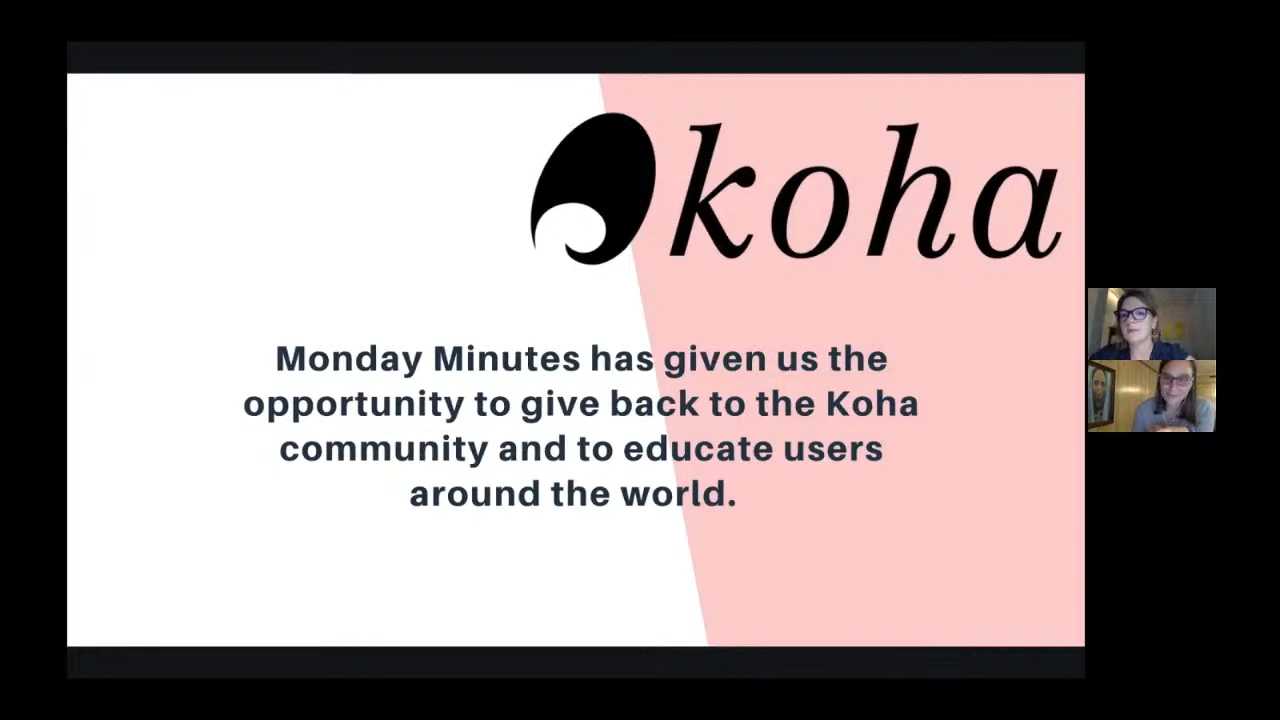 koha
Monday Minutes has given us the
opportunity to give back to the Koha
community and to educate users
around the world.